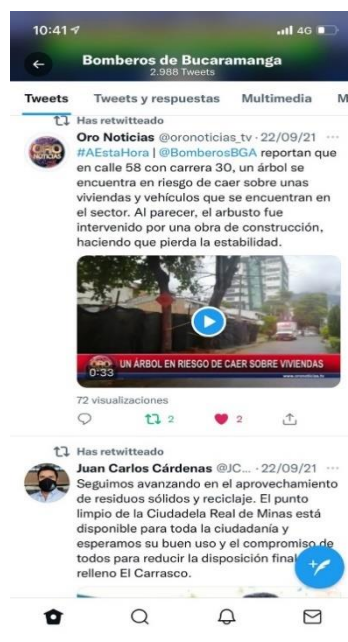 10:41
4G
Bomberos de Bucaramanga
2.988 Tweets
Tweets
Tweets y respuestas
Multimedia
M
Has retwitteado
Oro Noticias @oronoticias_tv · 22/09/21 ···
#AEstaHora | @BomberosBGA reportan que
en calle 58 con carrera 30, un árbol se
encuentra en riesgo de caer sobre unas
viviendas y vehículos que se encuentran en
el sector. Al parecer, el arbusto fue
intervenido por una obra de construcción,
haciendo que pierda la estabilidad.
ORO
NOTICIAS
UN ÁRBOL EN RIESGO DE CAER SOBRE VIVIENDAS
www.oronoticias.tv
0:33
72 visualizaciones
2
2
Has retwitteado
Juan Carlos Cárdenas @JC... · 22/09/21 ···
Seguimos avanzando en el aprovechamiento
de residuos sólidos y reciclaje. El punto
limpio de la Ciudadela Real de Minas está
disponible para toda la ciudadanía y
esperamos su buen uso y el compromiso de
todos para reducir la disposición final
relleno El Carrasco.